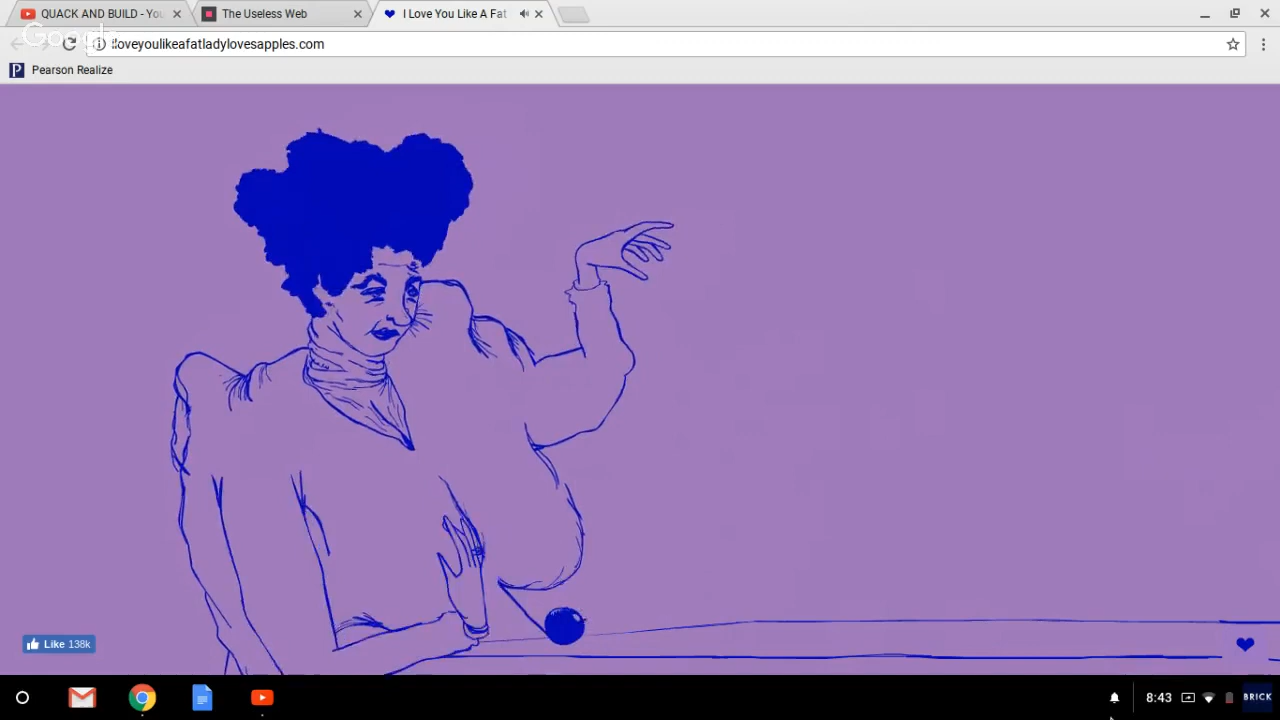 QUACK AND BUILD - You
The Useless Web
I Love You Like A Fat
Google
iloveyoulikeafatladylovesapples.com
P Pearson Realize
Like 138k
8:43
BRICK